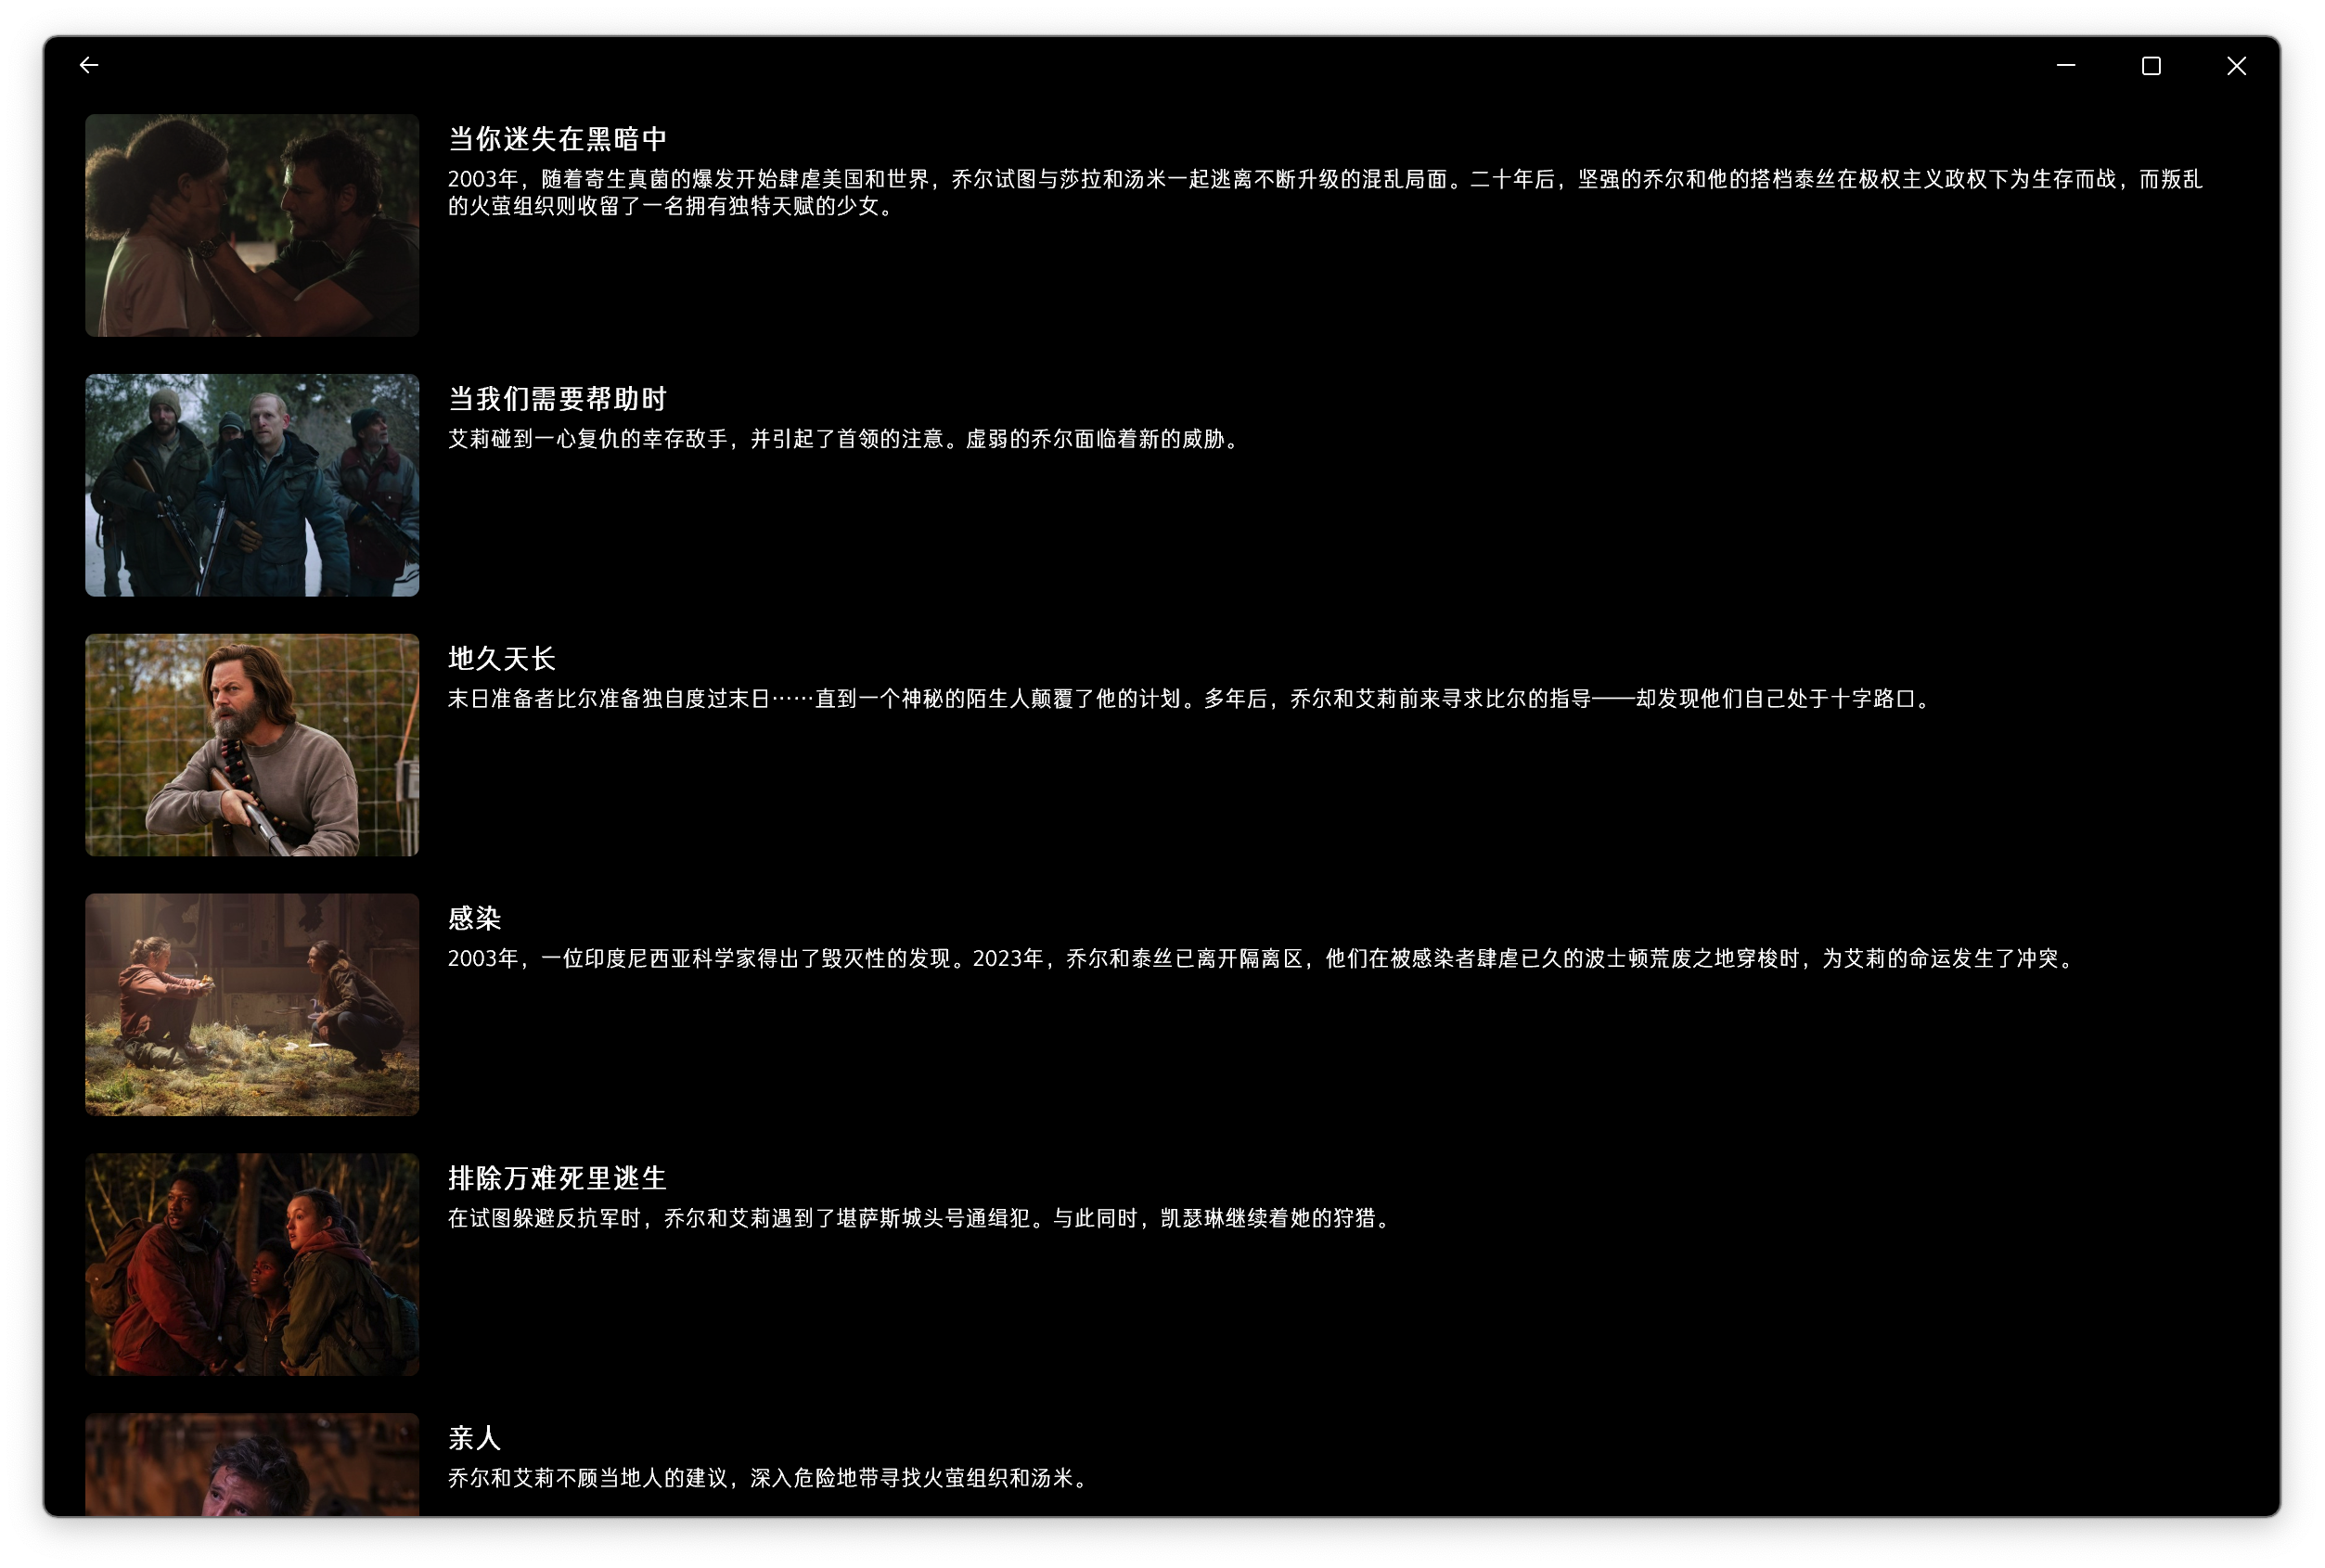 当你迷失在黑暗中
2003年，随着寄生真菌的爆发开始肆虐美国和世界，乔尔试图与莎拉和汤米一起逃离不断升级的混乱局面。二十年后，坚强的乔尔和他的搭档泰丝在极权主义政权下为生存而战，而叛乱
的火萤组织则收留了一名拥有独特天赋的少女。
当我们需要帮助时
艾莉碰到一心复仇的幸存敌手，并引起了首领的注意。虚弱的乔尔面临着新的威胁。
地久天长
末日准备者比尔准备独自度过末日……直到一个神秘的陌生人颠覆了他的计划。多年后，乔尔和艾莉前来寻求比尔的指导——却发现他们自己处于十字路口。
感染
2003年，一位印度尼西亚科学家得出了毁灭性的发现。2023年，乔尔和泰丝已离开隔离区，他们在被感染者肆虐已久的波士顿荒废之地穿梭时，为艾莉的命运发生了冲突。
排除万难死里逃生
在试图躲避反抗军时，乔尔和艾莉遇到了堪萨斯城头号通缉犯。与此同时，凯瑟琳继续着她的狩猎。
亲人
乔尔和艾莉不顾当地人的建议，深入危险地带寻找火萤组织和汤米。